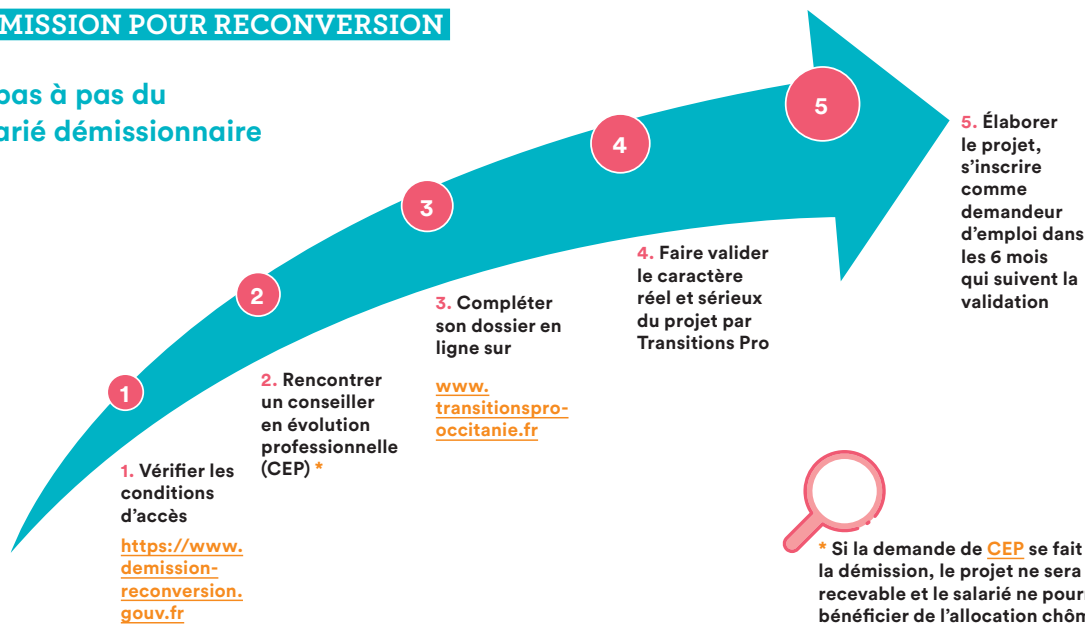 MISSION POUR RECONVERSION
pas à pas du
arié démissionnaire
1
2
3
4
5
1. Vérifier les
conditions
d'accès
https://www.
demission-
reconversion.
gouv.fr
2. Rencontrer
un conseiller
en évolution
professionnelle
(CEP) *
3. Compléter
son dossier en
ligne sur
www.
transitionspro-
occitanie.fr
4. Faire valider
le caractère
réel et sérieux
du projet par
Transitions Pro
5. Élaborer
le projet,
s'inscrire
comme
demandeur
d'emploi dans
les 6 mois
qui suivent la
validation
* Si la demande de CEP se fait
la démission, le projet ne sera
recevable et le salarié ne pour
bénéficier de l'allocation chôm